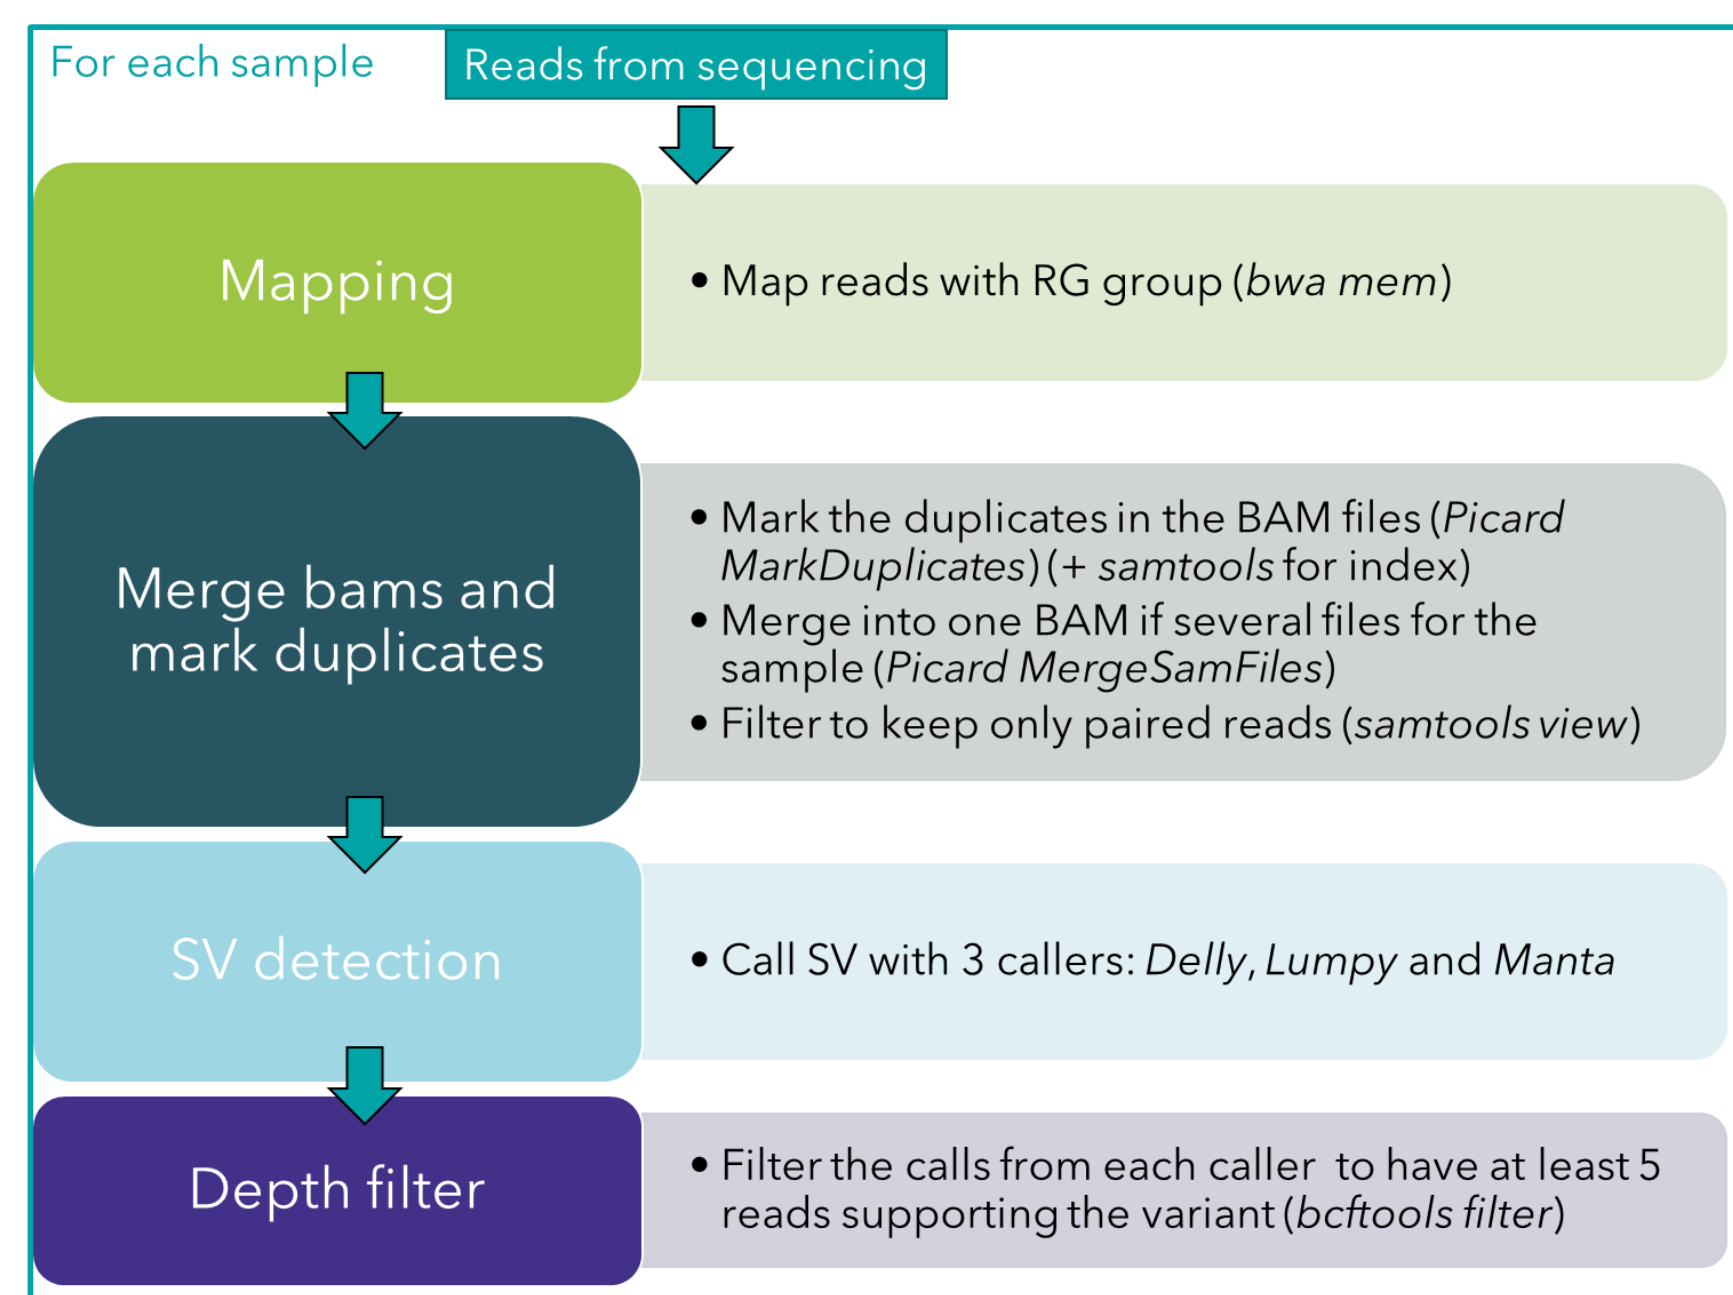 For each sample
Reads from sequencing
Mapping
• Map reads with RG group (bwa mem)
Merge bams and
mark duplicates
• Mark the duplicates in the BAM files (Picard
MarkDuplicates) (+ samtools for index)
• Merge into one BAM if several files for the
sample (Picard MergeSamFiles)
• Filter to keep only paired reads (samtools view)
SV detection
• Call SV with 3 callers: Delly, Lumpy and Manta
Depth filter
• Filter the calls from each caller to have at least 5
reads supporting the variant (bcftools filter)